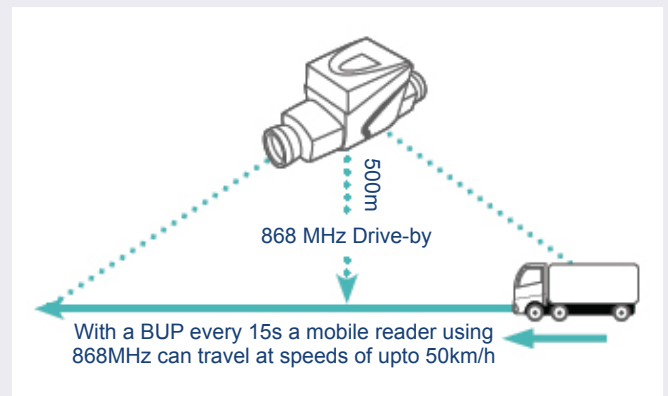 500m
868 MHz Drive-by
With a BUP every 15s a mobile reader using
868MHz can travel at speeds of upto 50km/h